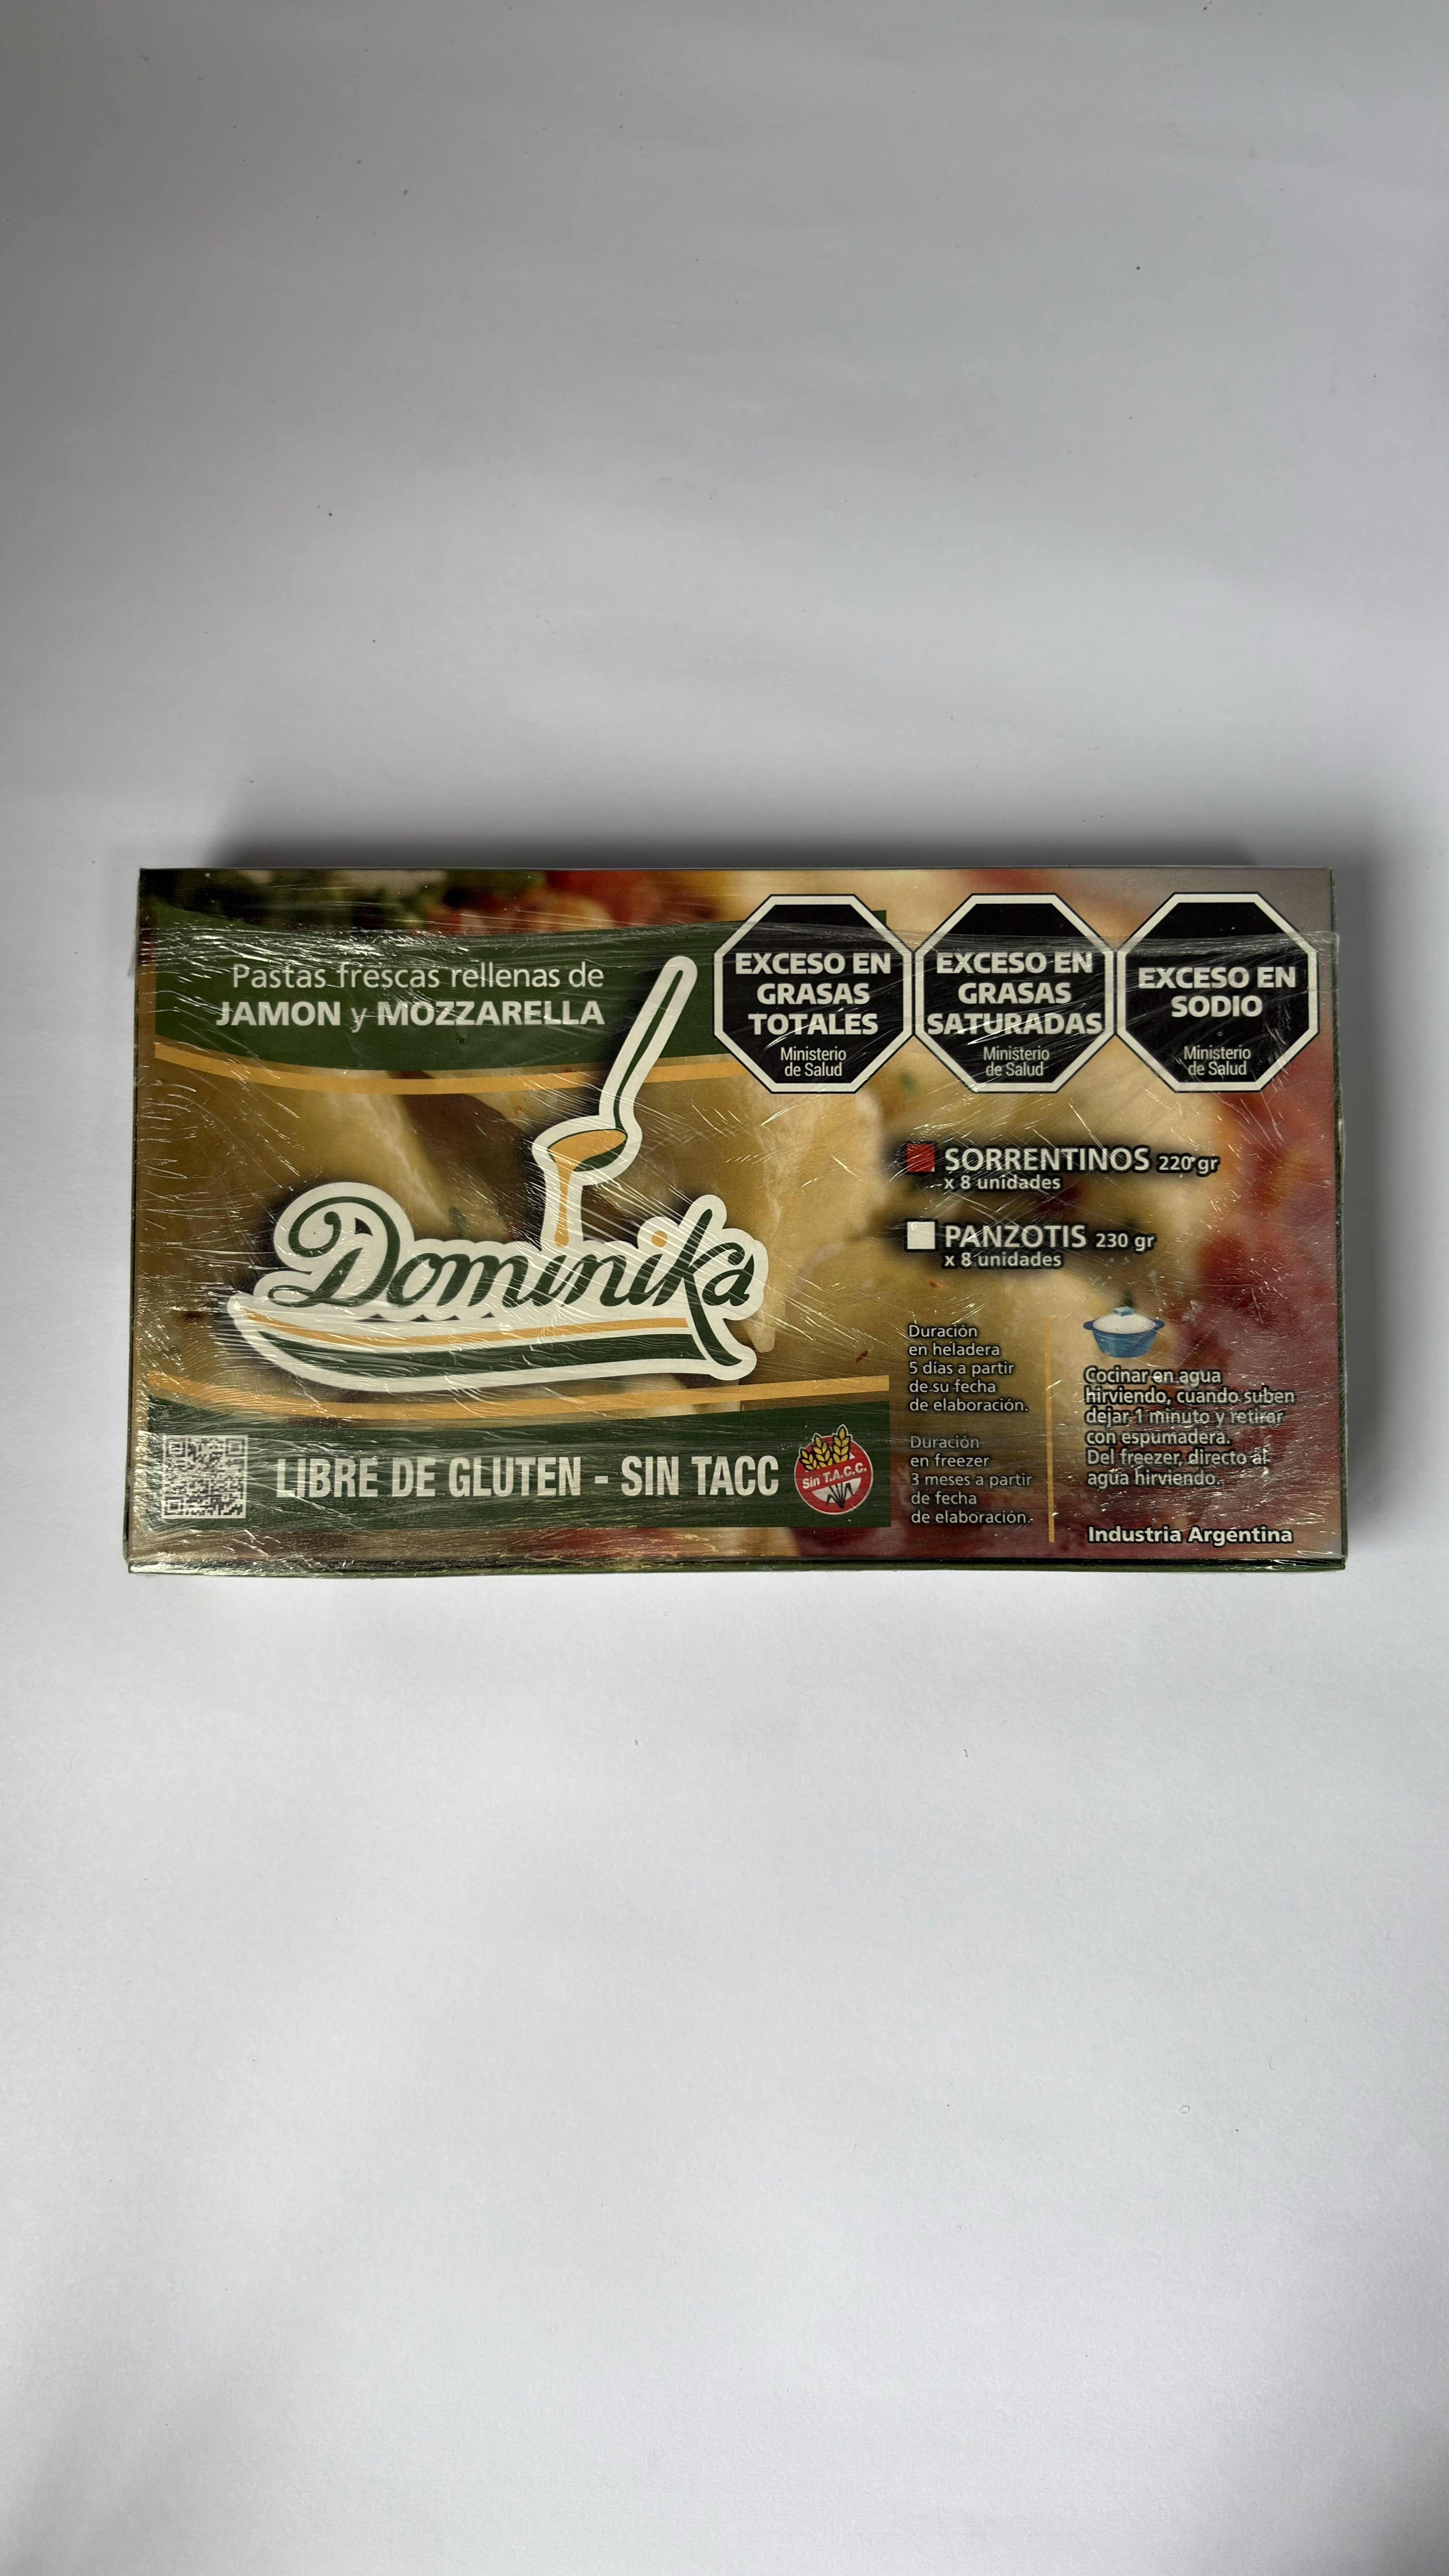 Pastas frescas rellenas de
JAMON y MOZZARELLA
EXCESO EN
GRASAS
TOTALES
Ministerio
de Salud
EXCESO EN
GRASAS
SATURADAS
Ministerio
de Salud
EXCESO EN
SODIO
Ministerio
de Salud
Dominika
SORRENTINOS 220 gr
x 8 unidades
PANZOTIS 230 gr
x 8 unidades
Duración
en heladera
5 días a partir
de su fecha
de elaboración.
Duración
en freezer
3 meses a partir
de fecha
de elaboración.
Cocinar en agua
hirviendo, cuando suben
dejar 1 minuto y retirar
con espumadera.
Del freezer, directo al
agua hirviendo.
LIBRE DE GLUTEN - SIN TACC
Sin T.A.C.C.
Industria Argentina